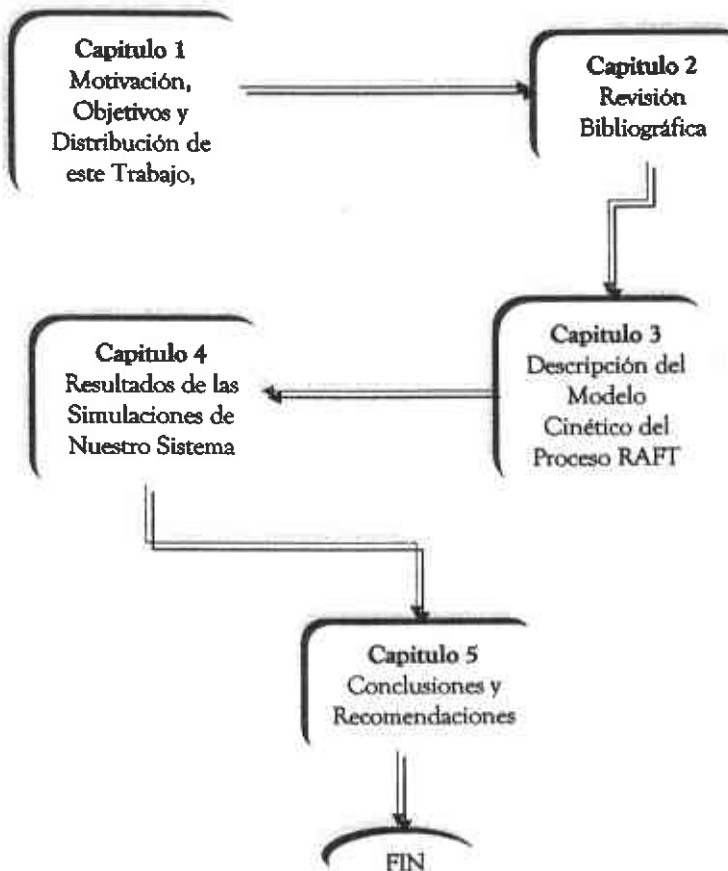 Capitulo 1
Motivación,
Objetivos y
Distribución de
este Trabajo,
Capitulo 2
Revisión
Bibliográfica
Capitulo 3
Descripción del
Modelo
Cinético del
Proceso RAFT
Capitulo 4
Resultados de las
Simulaciones de
Nuestro Sistema
Capitulo 5
Conclusiones y
Recomendaciones
FIN